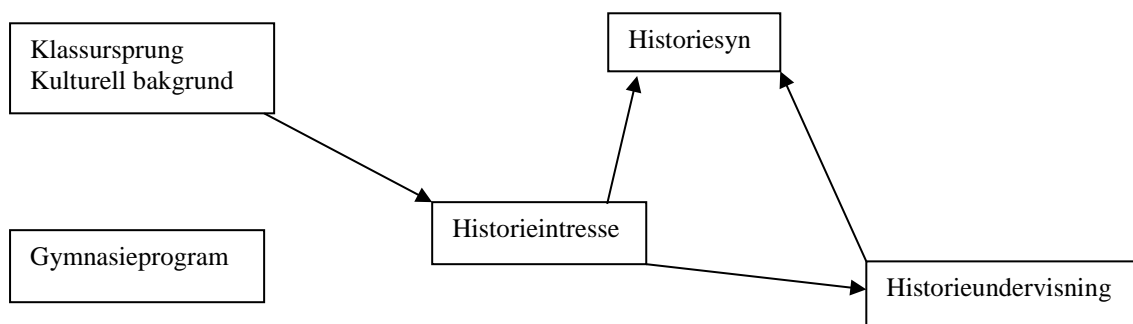 Klassursprung
Kulturell bakgrund
Historiesyn
Historieintresse
Gymnasieprogram
Historieundervisning